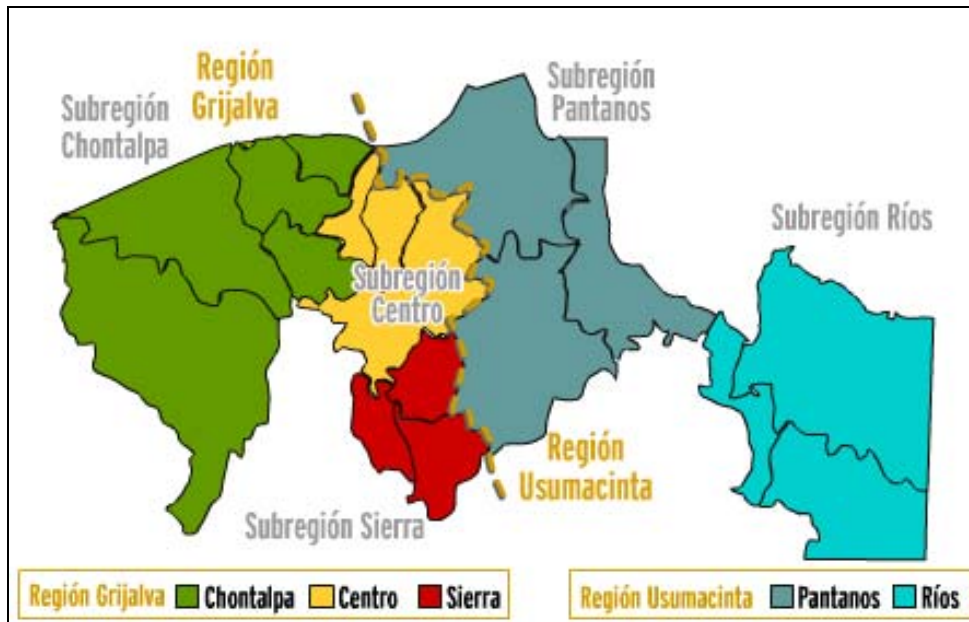 Región
Grijalva
Subregión
Chontalpa
Subregión
Pantanos
Subregión Ríos
Subregión
Centro
Región
Usumacinta
Subregión Sierra
Región Grijalva Chontalpa Centro Sierra
Región Usumacinta Pantanos Ríos